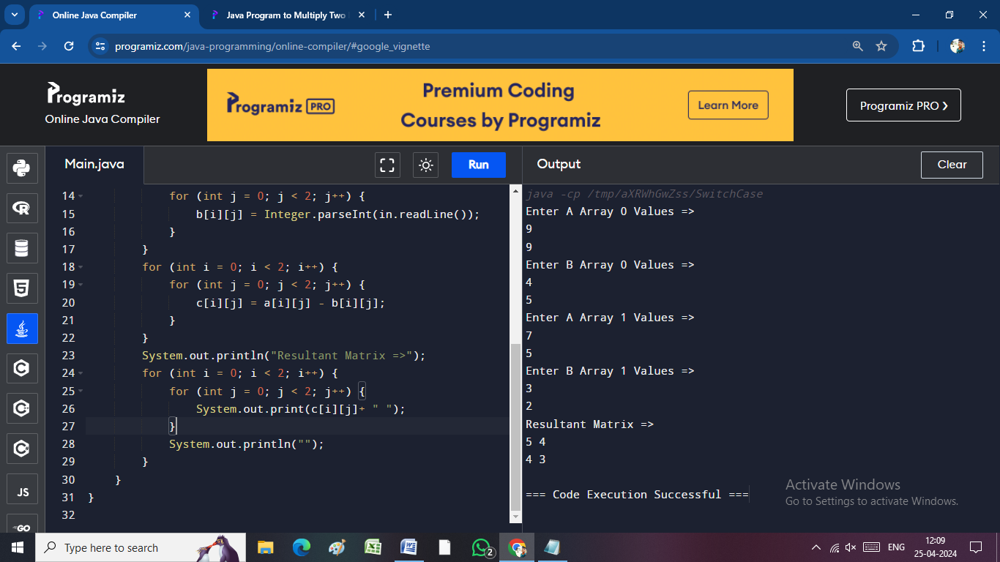 Online Java Compiler
Java Program to Multiply Two
programiz.com/java-programming/online-compiler/#google_vignette
Programiz
Online Java Compiler
Programiz PRO
Premium Coding
Courses by Programiz
Learn More
Programiz PRO ❯
Main.java
Run
14 for (int j = 0; j < 2; j++) {
15 b[i][j] = Integer.parseInt(in.readLine());
16 }
17 }
18 for (int i = 0; i < 2; i++) {
19 for (int j = 0; j < 2; j++) {
20 c[i][j] = a[i][j] - b[i][j];
21 }
22 }
23 System.out.println("Resultant Matrix =>");
24 for (int i = 0; i < 2; i++) {
25 for (int j = 0; j < 2; j++) {
26 System.out.print(c[i][j]+ " ");
27 }
28 System.out.println("");
29 }
30 }
31 }
32
JS
GO
Output
Clear
java -cp /tmp/aXRWhGwZss/SwitchCase
Enter A Array 0 Values =>
9
9
Enter B Array 0 Values =>
4
5
Enter A Array 1 Values =>
7
5
Enter B Array 1 Values =>
3
2
Resultant Matrix =>
5 4
4 3
=== Code Execution Successful ===
Activate Windows
Go to Settings to activate Windows.
Type here to search
2
ENG
12:09
25-04-2024